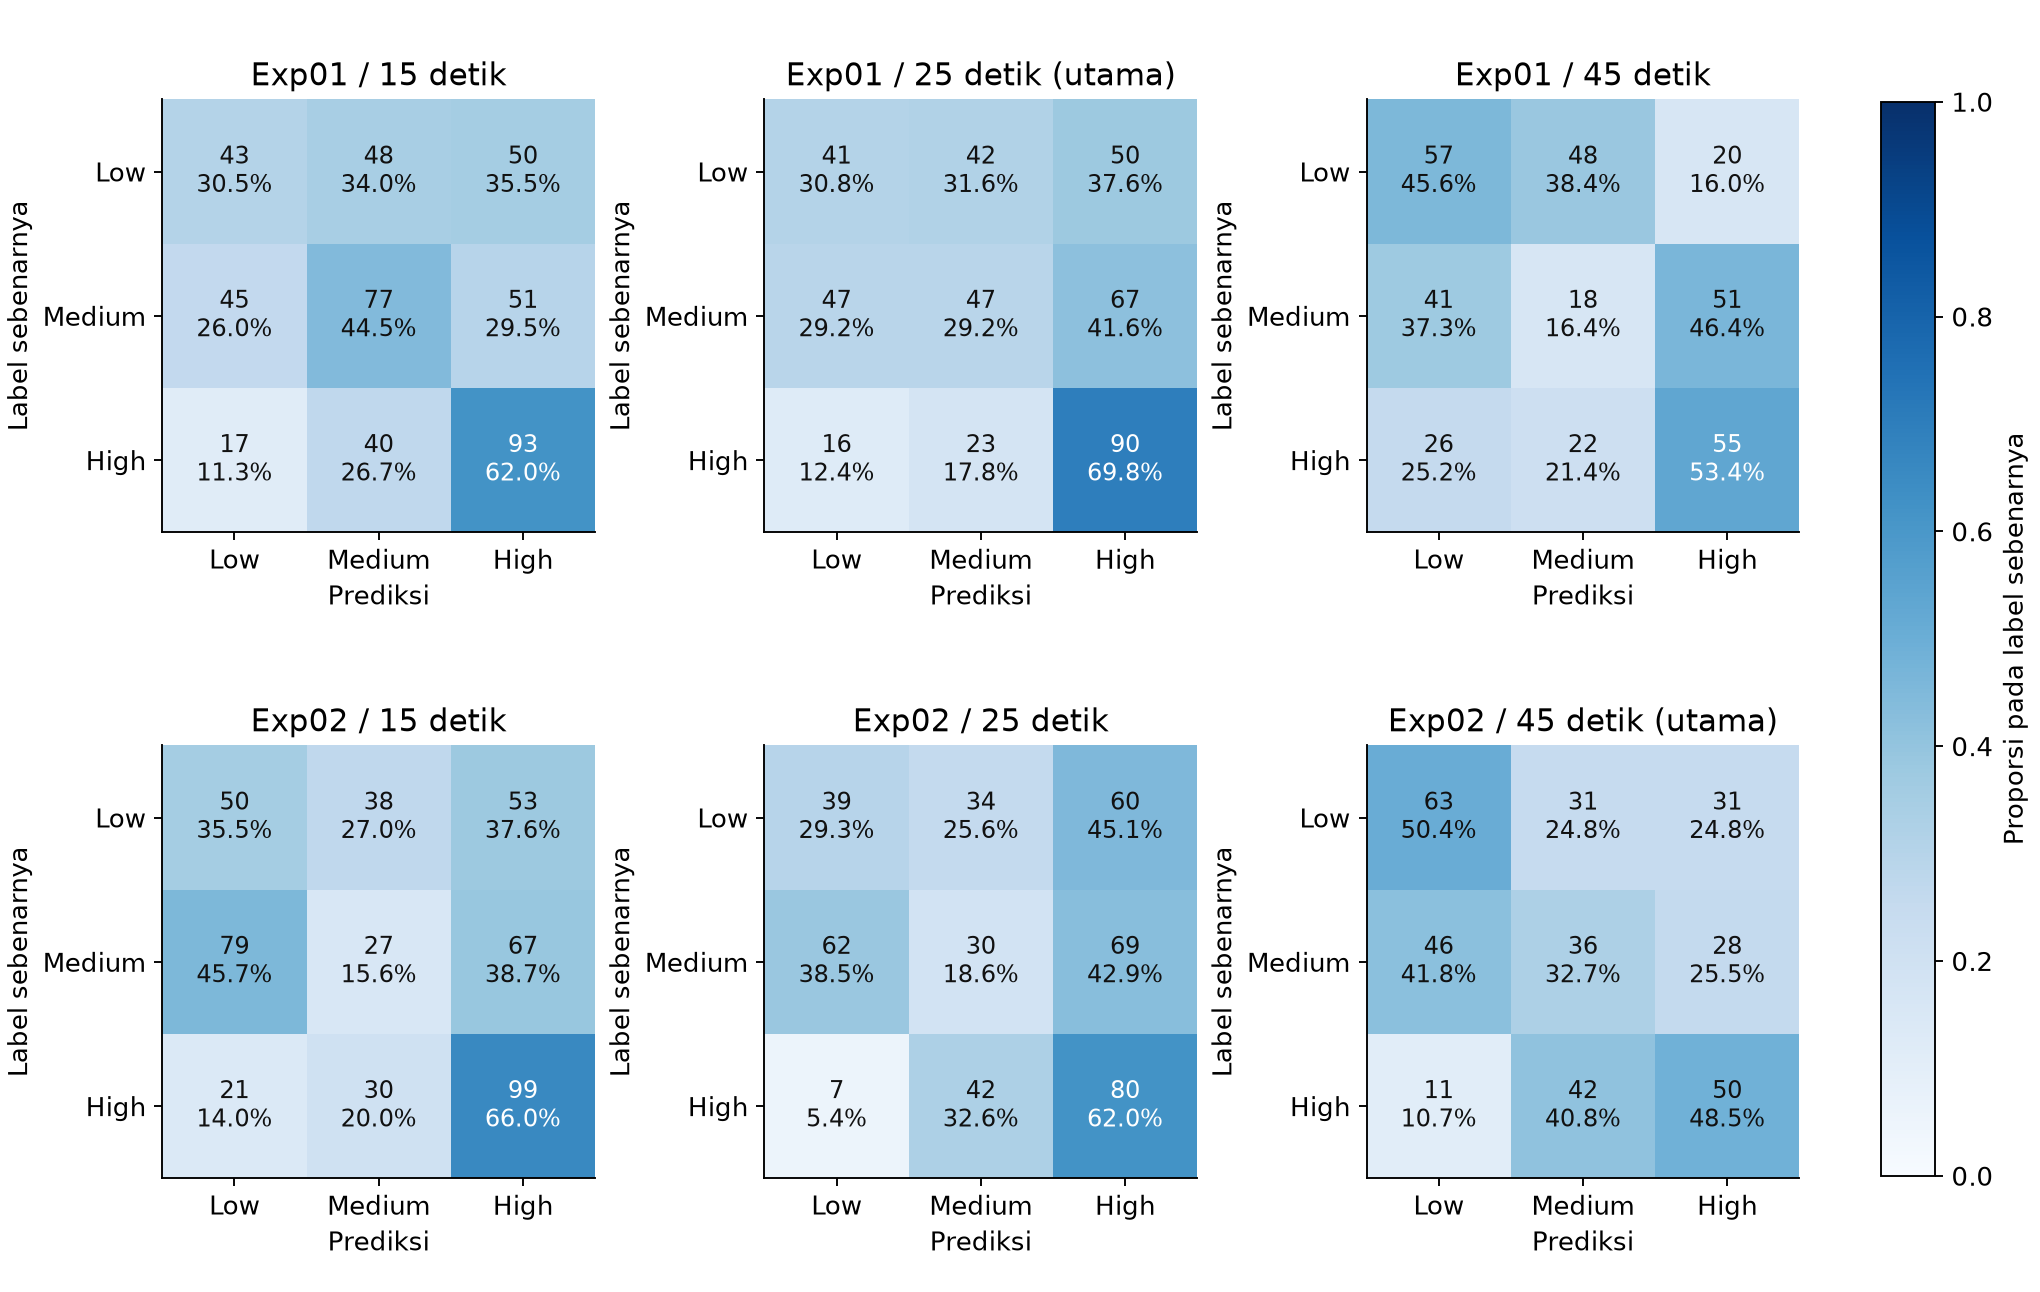 Exp01 / 15 detik
Label sebenarnya
Low
43 48 50
30.5% 34.0% 35.5%
Medium
45 77 51
26.0% 44.5% 29.5%
High
17 40 93
11.3% 26.7% 62.0%
Low Medium High
Prediksi
Exp01 / 25 detik (utama)
Label sebenarnya
Low
41 42 50
30.8% 31.6% 37.6%
Medium
47 47 67
29.2% 29.2% 41.6%
High
16 23 90
12.4% 17.8% 69.8%
Low Medium High
Prediksi
Exp01 / 45 detik
Label sebenarnya
Low
57 48 20
45.6% 38.4% 16.0%
Medium
41 18 51
37.3% 16.4% 46.4%
High
26 22 55
25.2% 21.4% 53.4%
Low Medium High
Prediksi
Exp02 / 15 detik
Label sebenarnya
Low
50 38 53
35.5% 27.0% 37.6%
Medium
79 27 67
45.7% 15.6% 38.7%
High
21 30 99
14.0% 20.0% 66.0%
Low Medium High
Prediksi
Exp02 / 25 detik
Label sebenarnya
Low
39 34 60
29.3% 25.6% 45.1%
Medium
62 30 69
38.5% 18.6% 42.9%
High
7 42 80
5.4% 32.6% 62.0%
Low Medium High
Prediksi
Exp02 / 45 detik (utama)
Label sebenarnya
Low
63 31 31
50.4% 24.8% 24.8%
Medium
46 36 28
41.8% 32.7% 25.5%
High
11 42 50
10.7% 40.8% 48.5%
Low Medium High
Prediksi
1.0
0.8
0.6
0.4
0.2
0.0
Proporsi pada label sebenarnya